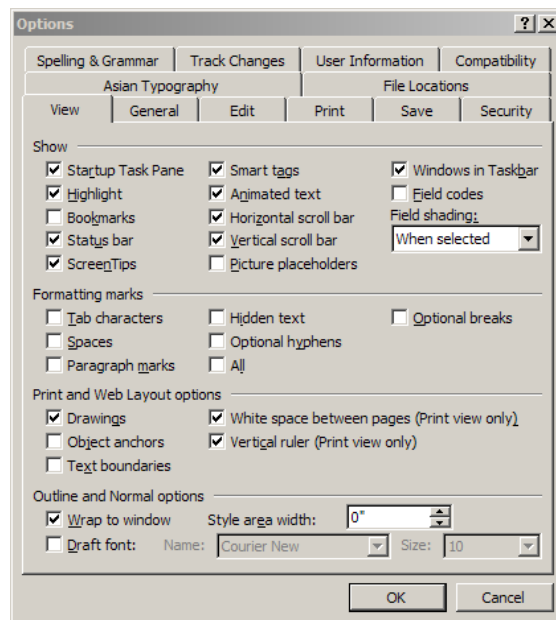 Options
Spelling & Grammar Track Changes User Information Compatibility
Asian Typography File Locations
View General Edit Print Save Security
Show
Startup Task Pane Smart tags Windows in Taskbar
Highlight Animated text Field codes
Bookmarks Horizontal scroll bar Field shading:
Status bar Vertical scroll bar When selected
ScreenTips Picture placeholders
Formatting marks
Tab characters Hidden text Optional breaks
Spaces Optional hyphens
Paragraph marks All
Print and Web Layout options
Drawings White space between pages (Print view only)
Object anchors Vertical ruler (Print view only)
Text boundaries
Outline and Normal options
Wrap to window Style area width: 0"
Draft font: Name: Courier New Size: 10
OK Cancel